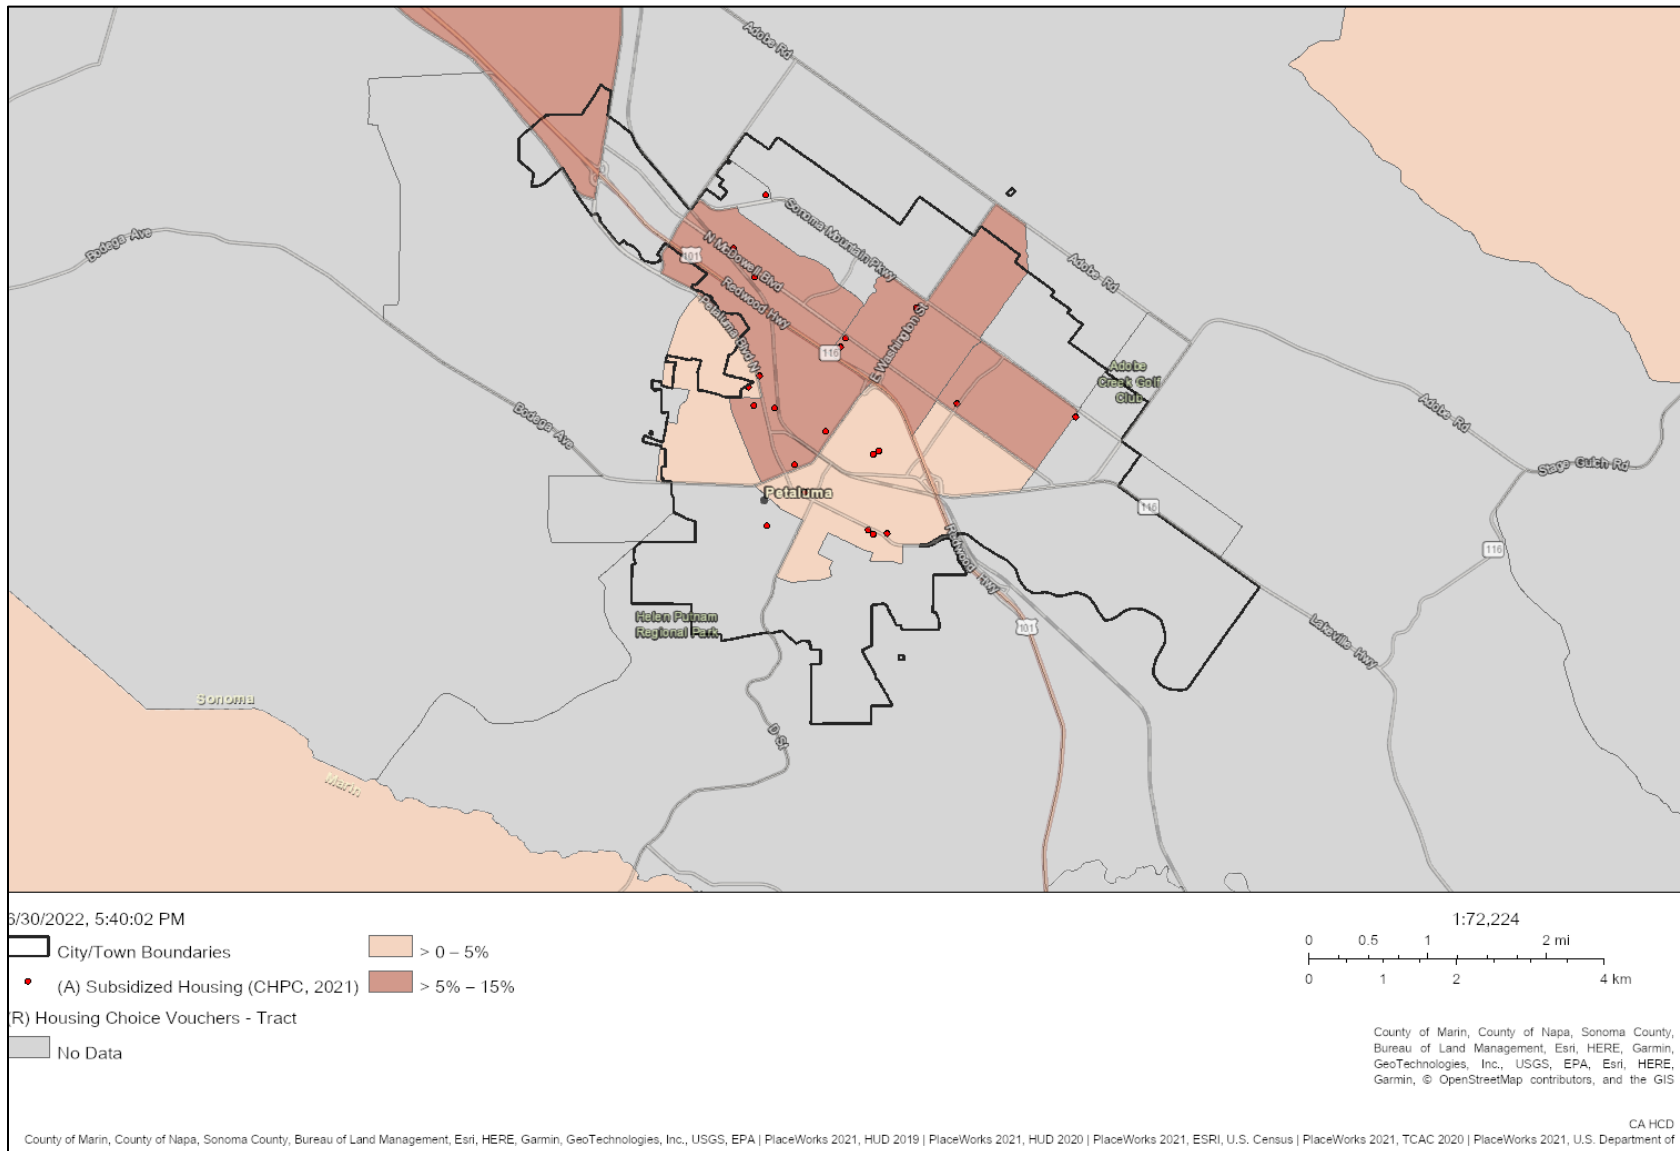 Adobe Rd
Sonoma Mountain Pkwy
N McDowell Blvd
101
Redwood Hwy
Petaluma Blvd N
E Washington St
116
Adobe Rd
Bodega Ave
Adobe
Creek Golf
Club
Bodega Ave
Adobe Rd
Stage Gulch Rd
Petaluma
116
116
Redwood Hwy
Helen Putnam
Regional Park
101
Lakeville Hwy
D St
Sonoma
Marin
6/30/2022, 5:40:02 PM
City/Town Boundaries
(A) Subsidized Housing (CHPC, 2021)
(R) Housing Choice Vouchers - Tract
No Data
> 0 – 5%
> 5% – 15%
1:72,224
0 0.5 1 2 mi
0 1 2 4 km
County of Marin, County of Napa, Sonoma County,
Bureau of Land Management, Esri, HERE, Garmin,
GeoTechnologies, Inc., USGS, EPA, Esri, HERE,
Garmin, © OpenStreetMap contributors, and the GIS
CA HCD
County of Marin, County of Napa, Sonoma County, Bureau of Land Management, Esri, HERE, Garmin, GeoTechnologies, Inc., USGS, EPA | PlaceWorks 2021, HUD 2019 | PlaceWorks 2021, HUD 2020 | PlaceWorks 2021, ESRI, U.S. Census | PlaceWorks 2021, TCAC 2020 | PlaceWorks 2021, U.S. Department of